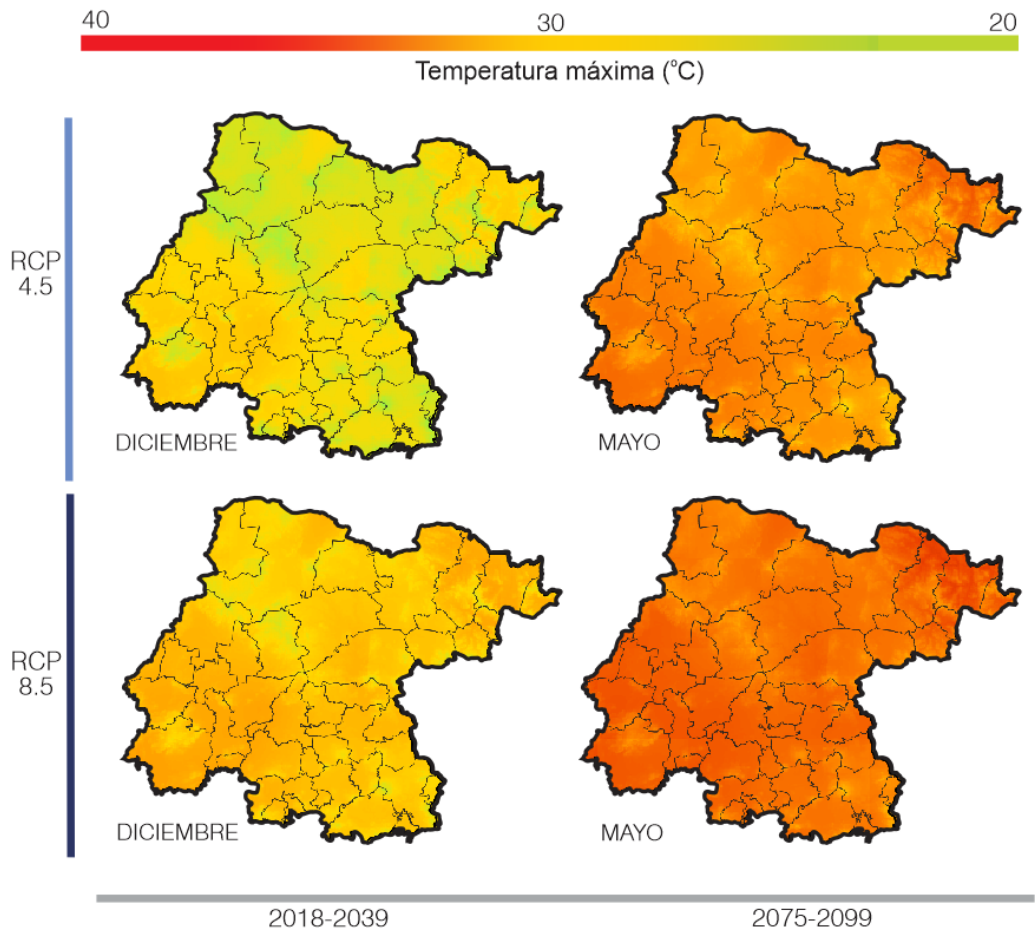 40 30 20
Temperatura máxima (°C)
RCP
4.5
DICIEMBRE
MAYO
RCP
8.5
DICIEMBRE
MAYO
2018-2039
2075-2099